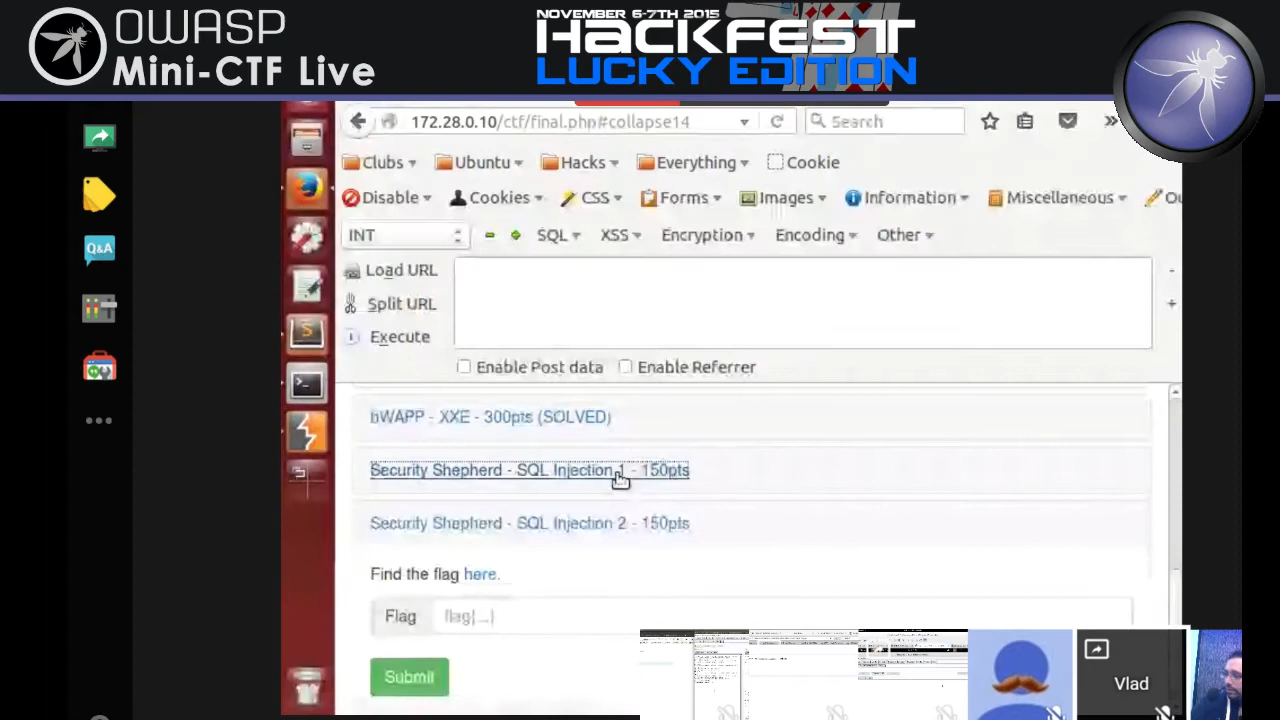 OWASP
Mini-CTF Live
NOVEMBER 6-7TH 2015
HACKFEST
LUCKY EDITION
172.28.0.10/ctf/final.php#collapse14
Search
Clubs
Ubuntu
Hacks
Everything
Cookie
Disable
Cookies
CSS
Forms
Images
Information
Miscellaneous
Ou
INT
SQL
XSS
Encryption
Encoding
Other
Load URL
Split URL
Execute
Enable Post data
Enable Referrer
Q&A
bWAPP - XXE - 300pts (SOLVED)
Security Shepherd - SQL Injection 1 - 150pts
Security Shepherd - SQL Injection 2 - 150pts
Find the flag here.
Flag
flag{...}
Submit
Vlad